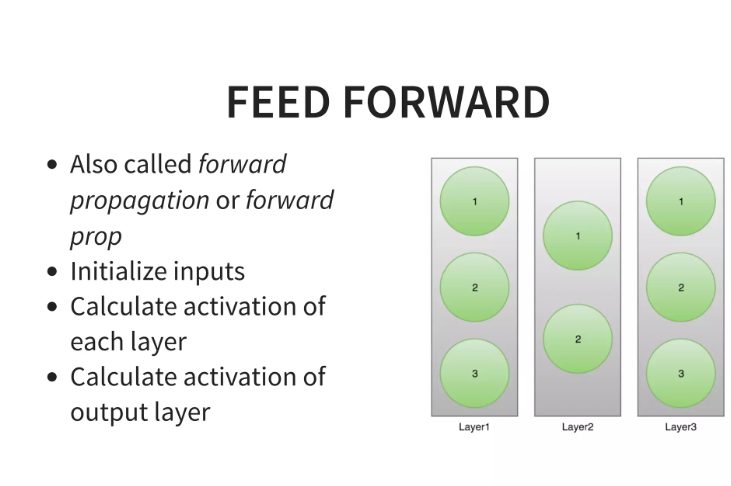 FEED FORWARD
• Also called forward
propagation or forward
prop
• Initialize inputs
• Calculate activation of
each layer
• Calculate activation of
output layer
1
2
3
Layer1
1
2
Layer2
1
2
3
Layer3